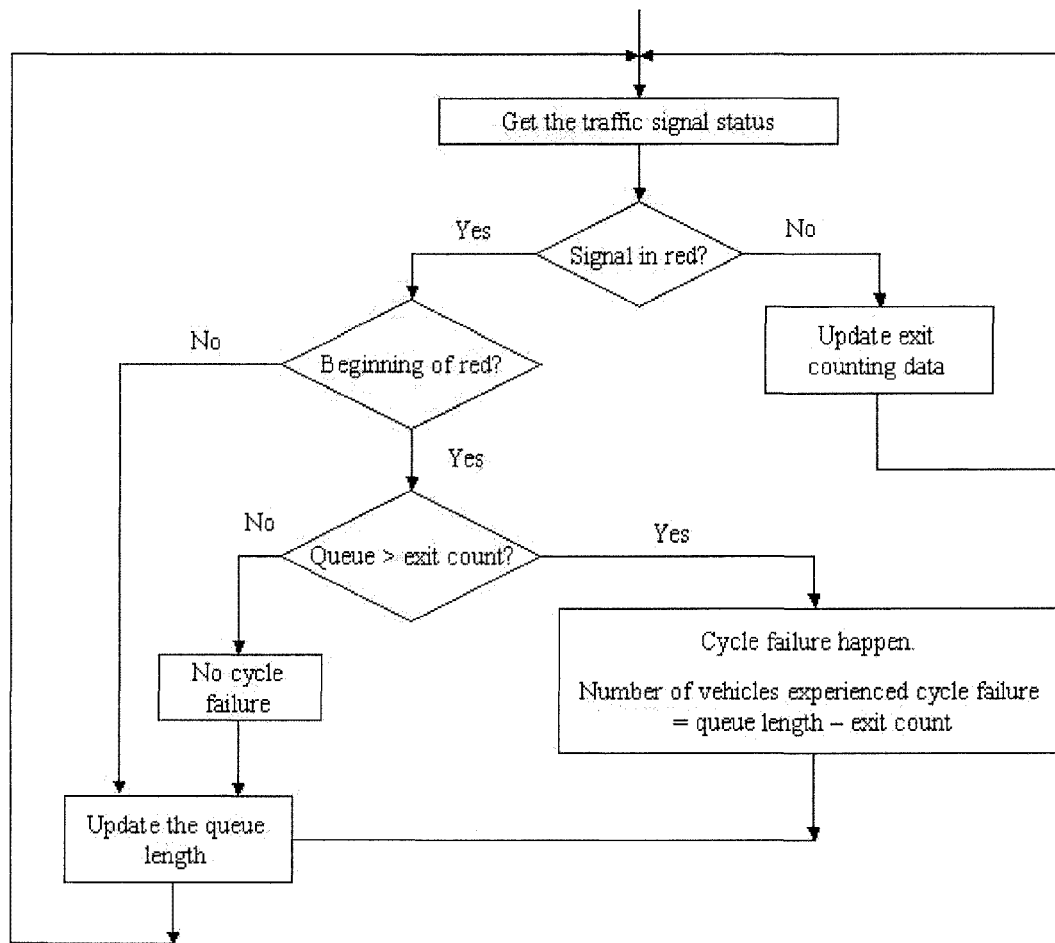 Get the traffic signal status
Yes
Signal in red?
No
No
Beginning of red?
Update exit
counting data
Yes
No
Queue > exit count?
Yes
Cycle failure happen.
Number of vehicles experienced cycle failure
= queue length – exit count
No cycle
failure
Update the queue
length